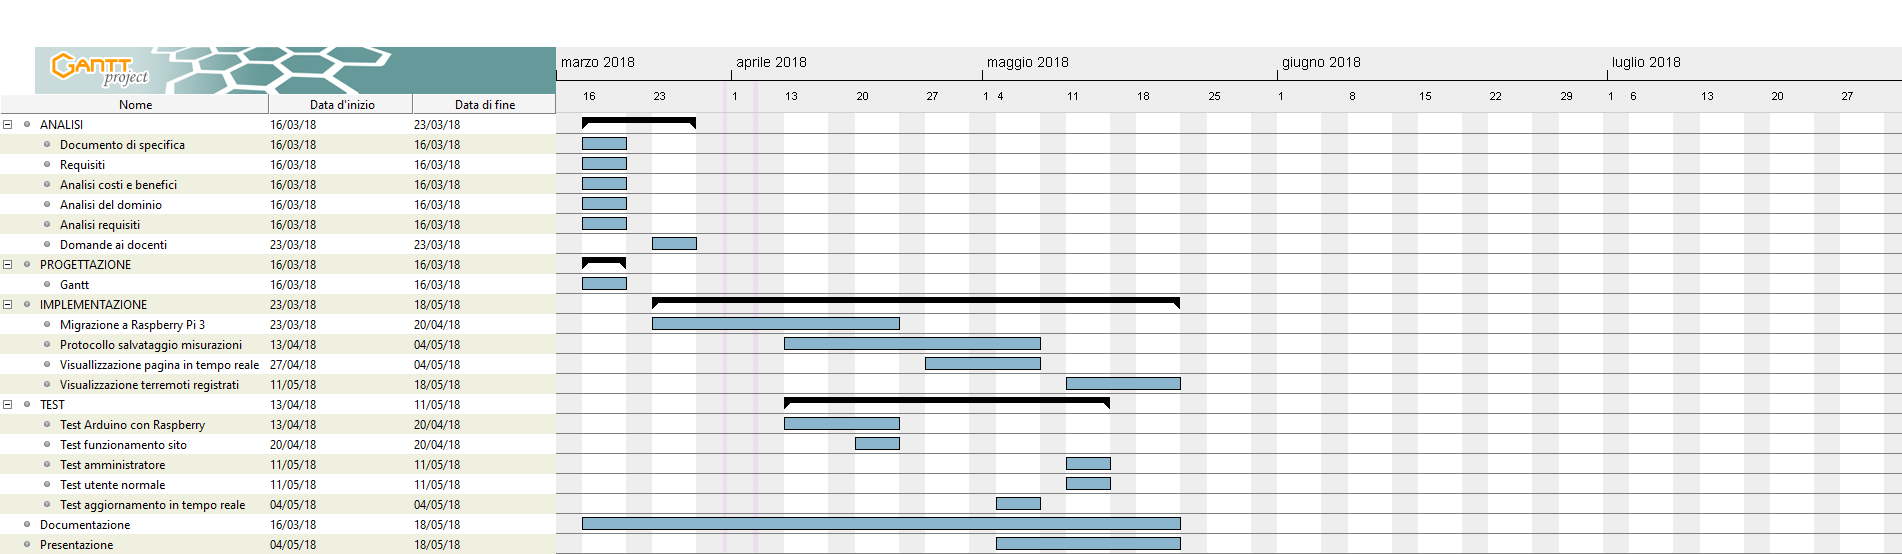 GANTT
project
marzo 2018 aprile 2018 maggio 2018 giugno 2018 luglio 2018
16 23 1 13 20 27 1 4 11 18 25 1 8 15 22 29 1 6 13 20 27
Nome Data d'inizio Data di fine
ANALISI 16/03/18 23/03/18
Documento di specifica 16/03/18 16/03/18
Requisiti 16/03/18 16/03/18
Analisi costi e benefici 16/03/18 16/03/18
Analisi del dominio 16/03/18 16/03/18
Analisi requisiti 16/03/18 16/03/18
Domande ai docenti 23/03/18 23/03/18
PROGETTAZIONE 16/03/18 16/03/18
Gantt 16/03/18 16/03/18
IMPLEMENTAZIONE 23/03/18 18/05/18
Migrazione a Raspberry Pi 3 23/03/18 20/04/18
Protocollo salvataggio misurazioni 13/04/18 04/05/18
Visuallizzazione pagina in tempo reale 27/04/18 04/05/18
Visualizzazione terremoti registrati 11/05/18 18/05/18
TEST 13/04/18 11/05/18
Test Arduino con Raspberry 13/04/18 20/04/18
Test funzionamento sito 20/04/18 20/04/18
Test amministratore 11/05/18 11/05/18
Test utente normale 11/05/18 11/05/18
Test aggiornamento in tempo reale 04/05/18 04/05/18
Documentazione 16/03/18 18/05/18
Presentazione 04/05/18 18/05/18